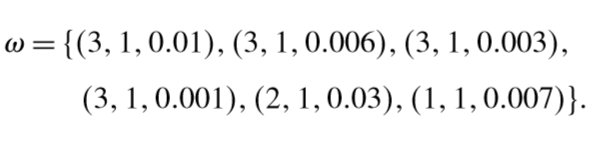 ω = {(3, 1, 0.01), (3, 1, 0.006), (3, 1, 0.003),
(3, 1, 0.001), (2, 1, 0.03), (1, 1, 0.007)}.